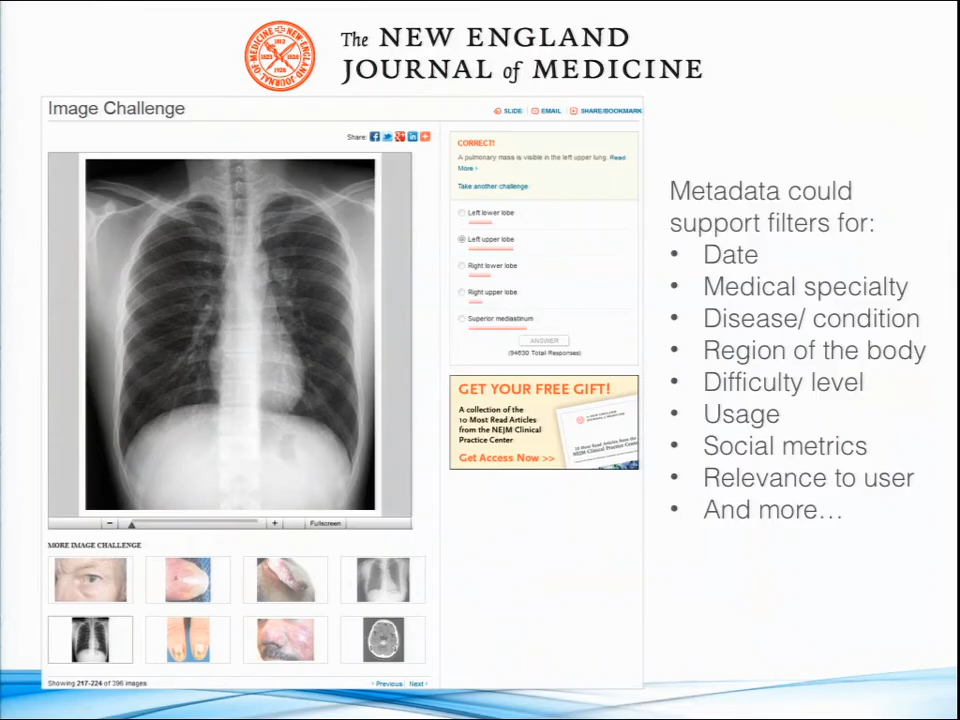 The NEW ENGLAND
JOURNAL of MEDICINE
Image Challenge
SLIDE
EMAIL
SHARE/BOOKMARK
Share:
CORRECT!
A pulmonary mass is visible in the left upper lung. Read
More ›
Take another challenge
Left lower lobe
Left upper lobe
Right lower lobe
Right upper lobe
Superior mediastinum
ANSWER
(94630 Total Responses)
GET YOUR FREE GIFT!
A collection of the
10 Most Read Articles
from the NEJM Clinical
Practice Center
Get Access Now >>
Fullscreen
MORE IMAGE CHALLENGE
Showing 217-224 of 396 images
‹ Previous
Next ›
Metadata could
support filters for:
• Date
• Medical specialty
• Disease/ condition
• Region of the body
• Difficulty level
• Usage
• Social metrics
• Relevance to user
• And more…